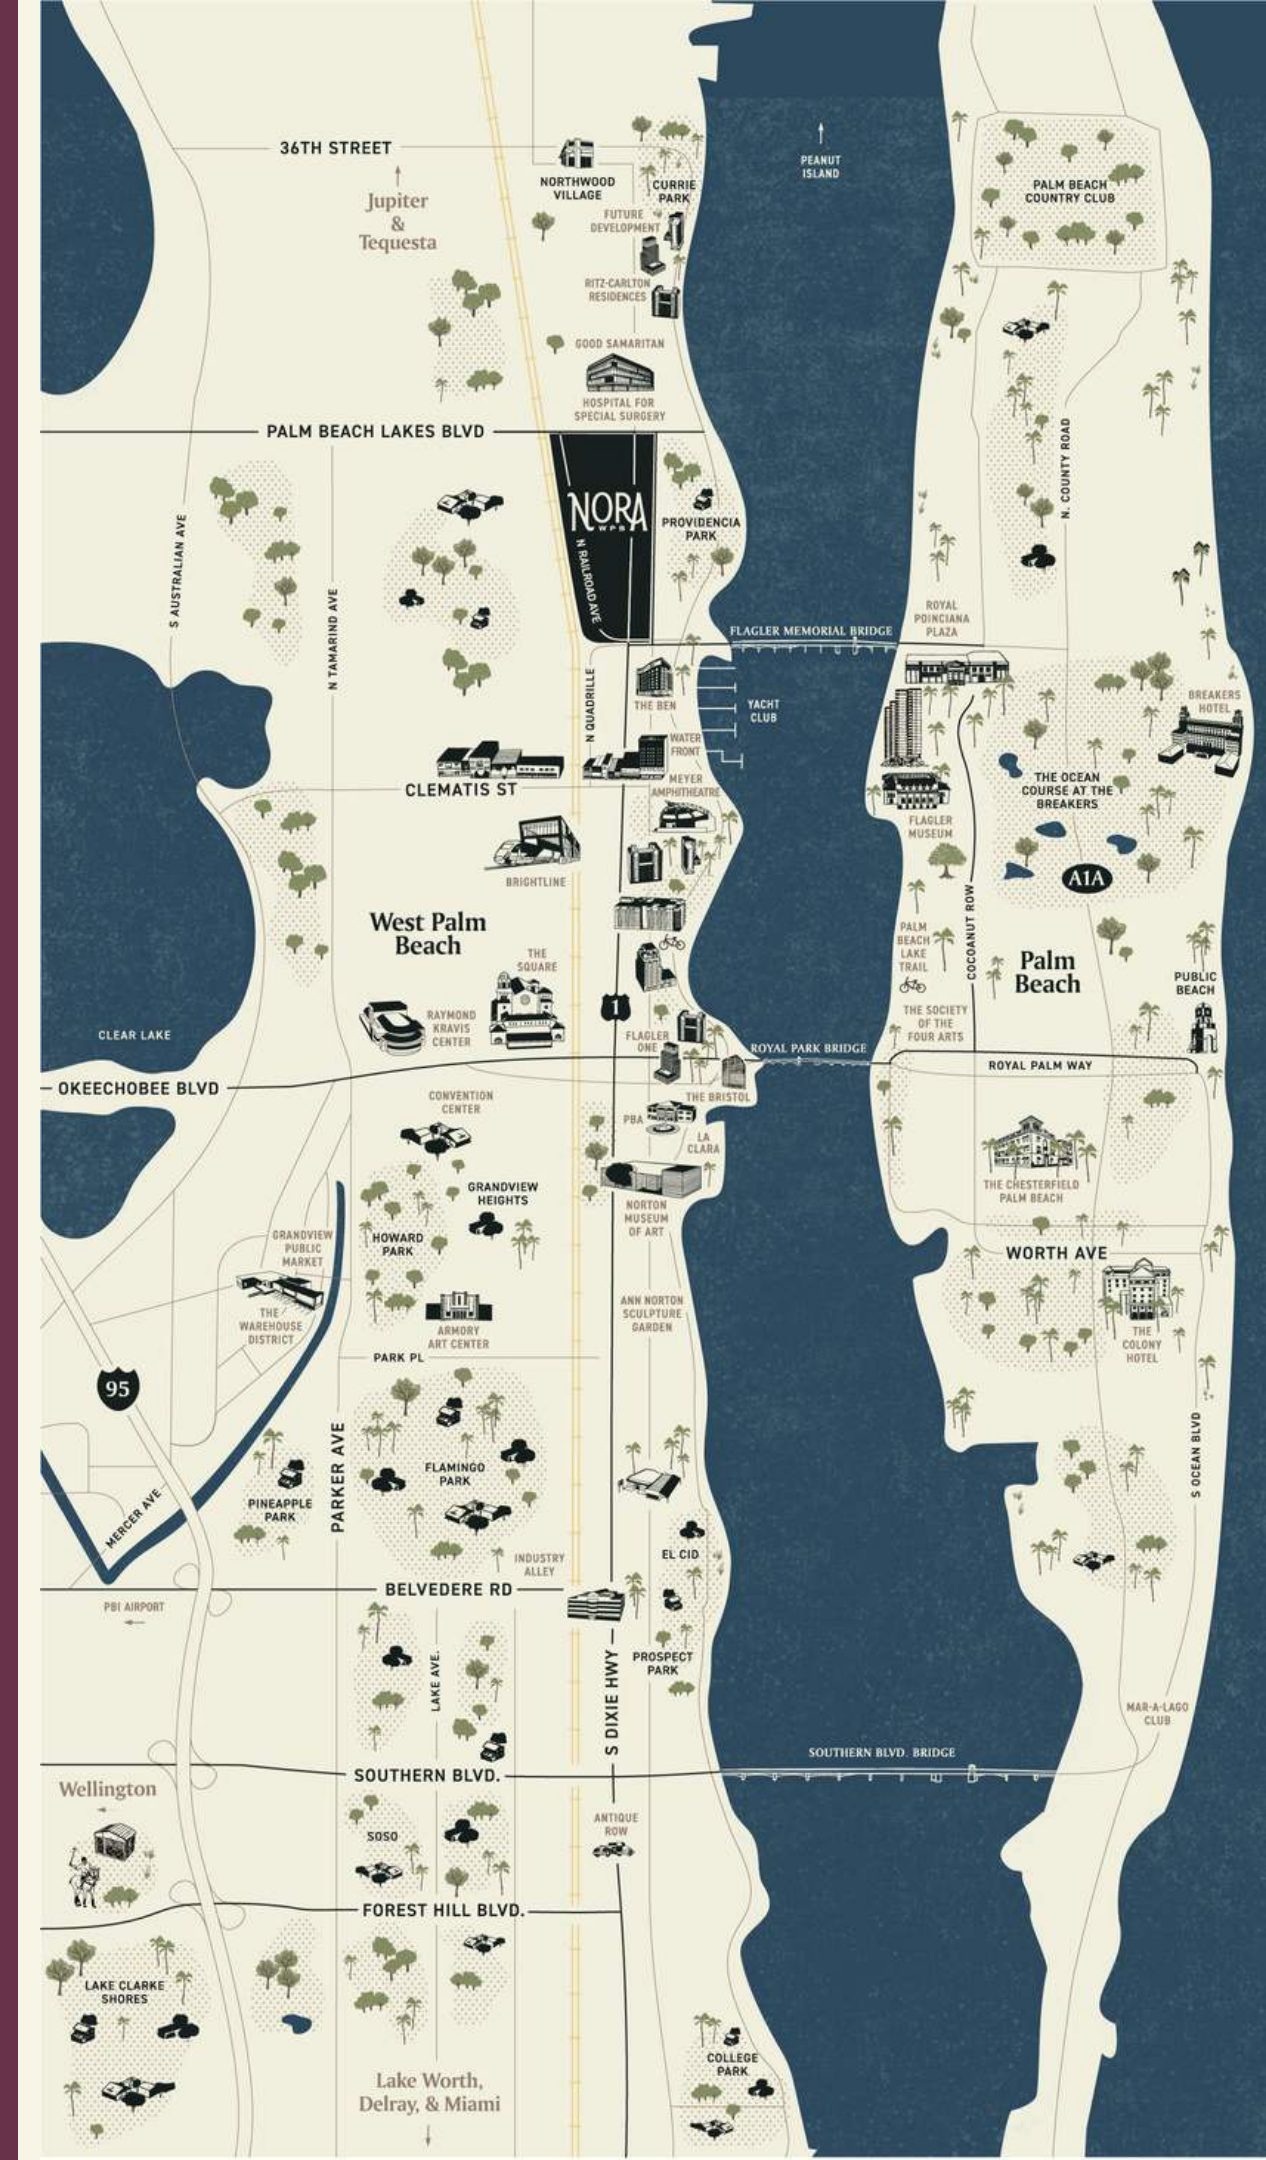 36TH STREET
Jupiter
&
Tequesta
NORTHWOOD
VILLAGE
CURRIE
PARK
FUTURE
DEVELOPMENT
RITZ-CARLTON
RESIDENCES
GOOD SAMARITAN
HOSPITAL FOR
SPECIAL SURGERY
PEANUT
ISLAND
PALM BEACH
COUNTRY CLUB
PALM BEACH LAKES BLVD
N. COUNTY ROAD
NORA
WPB
N RAILROAD AVE
PROVIDENCIA
PARK
S AUSTRALIAN AVE
N TAMARIND AVE
FLAGLER MEMORIAL BRIDGE
ROYAL
POINCIANA
PLAZA
N QUADRILLE
THE BEN
YACHT
CLUB
BREAKERS
HOTEL
WATER
FRONT
CLEMATIS ST
MEYER
AMPHITHEATRE
THE OCEAN
COURSE AT THE
BREAKERS
FLAGLER
MUSEUM
A1A
BRIGHTLINE
West Palm
Beach
THE
SQUARE
COCOANUT ROW
PALM
BEACH
LAKE
TRAIL
Palm
Beach
PUBLIC
BEACH
1
RAYMOND
KRAVIS
CENTER
THE SOCIETY
OF THE
FOUR ARTS
CLEAR LAKE
FLAGLER
ONE
ROYAL PARK BRIDGE
ROYAL PALM WAY
OKEECHOBEE BLVD
CONVENTION
CENTER
THE BRISTOL
PBA
LA
CLARA
THE CHESTERFIELD
PALM BEACH
GRANDVIEW
HEIGHTS
NORTON
MUSEUM
OF ART
GRANDVIEW
PUBLIC
MARKET
HOWARD
PARK
WORTH AVE
THE
WAREHOUSE
DISTRICT
ARMORY
ART CENTER
ANN NORTON
SCULPTURE
GARDEN
THE
COLONY
HOTEL
PARK PL
95
PARKER AVE
S OCEAN BLVD
FLAMINGO
PARK
MERCER AVE
PINEAPPLE
PARK
EL CID
INDUSTRY
ALLEY
BELVEDERE RD
PBI AIRPORT
LAKE AVE.
S DIXIE HWY
PROSPECT
PARK
MAR-A-LAGO
CLUB
SOUTHERN BLVD. BRIDGE
SOUTHERN BLVD.
Wellington
SOSO
ANTIQUE
ROW
FOREST HILL BLVD.
LAKE CLARKE
SHORES
COLLEGE
PARK
Lake Worth,
Delray, & Miami